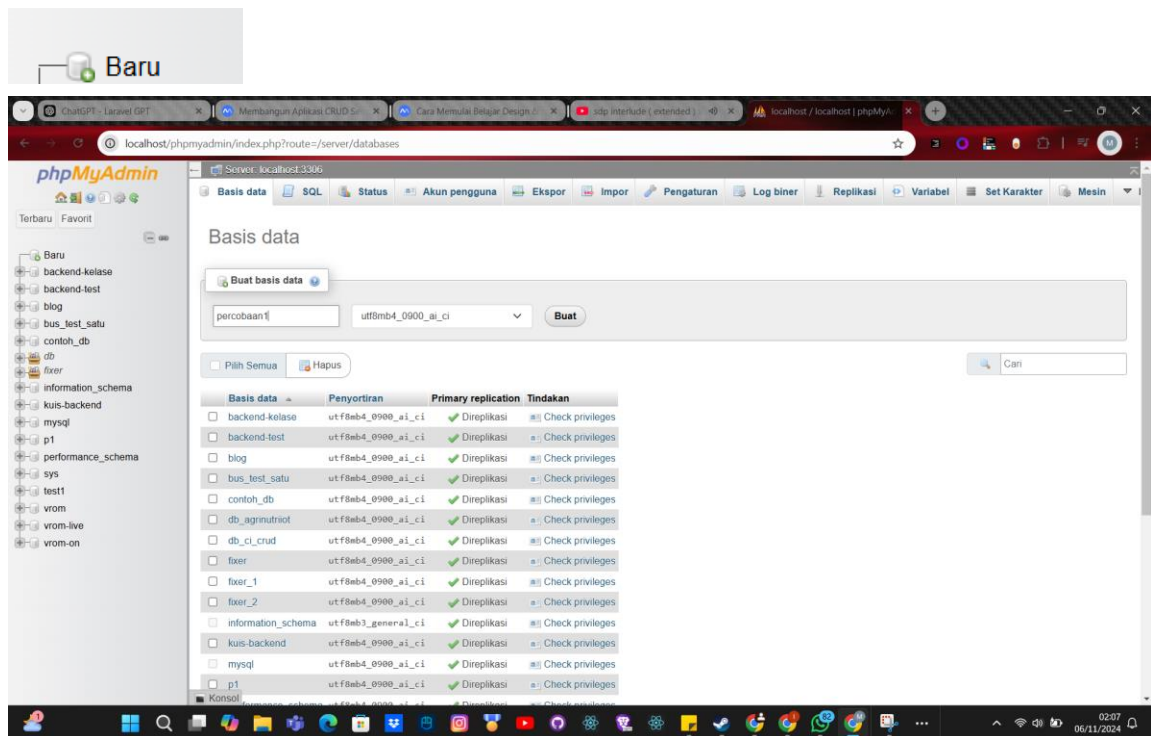 Baru
ChatGPT - Laravel GPT
Membangun Aplikasi CRUD S
Cara Memulai Belajar Design
sdp interlude ( extended )
localhost / localhost | phpMyA
localhost/phpmyadmin/index.php?route=/server/databases
M
phpMyAdmin
Terbaru Favorit
Baru
backend-kelase
backend-test
blog
bus_test_satu
contoh_db
db
fixer
information_schema
kuis-backend
mysql
p1
performance_schema
sys
test1
vrom
vrom-live
vrom-on
Server: localhost:3306
Basis data SQL Status Akun pengguna Ekspor Impor Pengaturan Log biner Replikasi Variabel Set Karakter Mesin
Basis data
Buat basis data
percobaan1 utf8mb4_0900_ai_ci Buat
Pilih Semua Hapus Cari
Basis data Penyortiran Primary replication Tindakan
backend-kelase utf8mb4_0900_ai_ci Direplikasi Check privileges
backend-test utf8mb4_0900_ai_ci Direplikasi Check privileges
blog utf8mb4_0900_ai_ci Direplikasi Check privileges
bus_test_satu utf8mb4_0900_ai_ci Direplikasi Check privileges
contoh_db utf8mb4_0900_ai_ci Direplikasi Check privileges
db_agrinutriiot utf8mb4_0900_ai_ci Direplikasi Check privileges
db_ci_crud utf8mb4_0900_ai_ci Direplikasi Check privileges
fixer utf8mb4_0900_ai_ci Direplikasi Check privileges
fixer_1 utf8mb4_0900_ai_ci Direplikasi Check privileges
fixer_2 utf8mb4_0900_ai_ci Direplikasi Check privileges
information_schema utf8mb3_general_ci Direplikasi Check privileges
kuis-backend utf8mb4_0900_ai_ci Direplikasi Check privileges
mysql utf8mb4_0900_ai_ci Direplikasi Check privileges
p1 utf8mb4_0900_ai_ci Direplikasi Check privileges
Konsol
02:07
06/11/2024